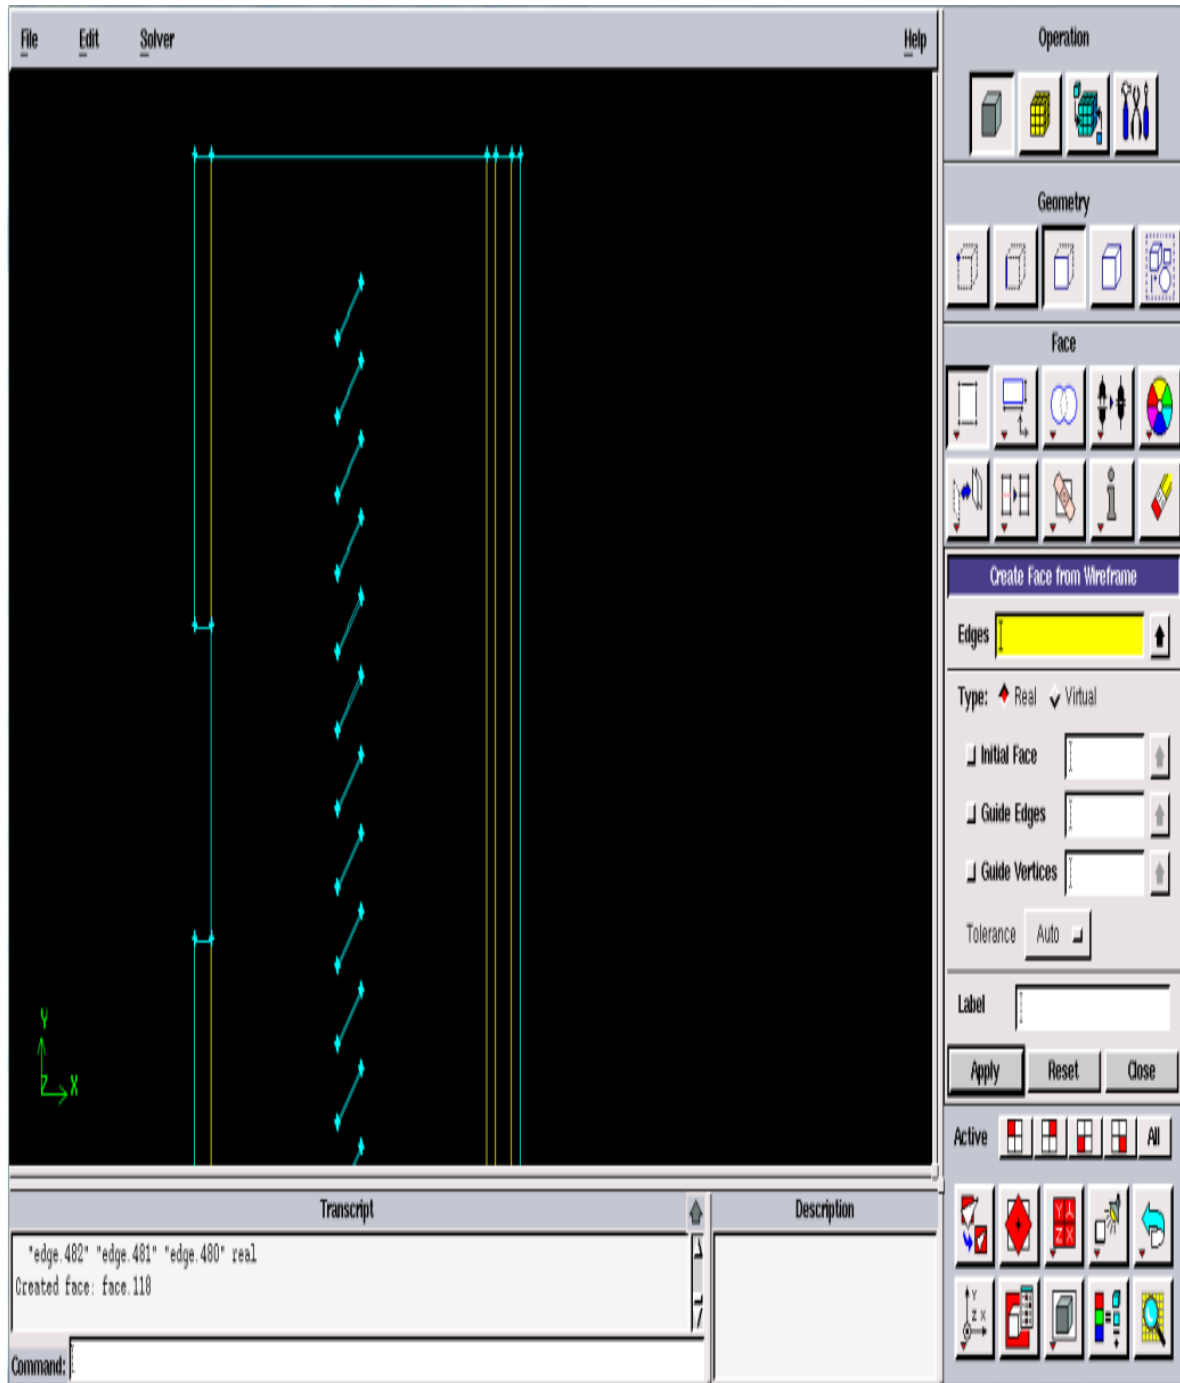 File Edit Solver Help
Operation
Geometry
Face
Create Face from Wireframe
Edges
Type: Real Virtual
Initial Face
Guide Edges
Guide Vertices
Tolerance Auto
Label
Apply Reset Close
Active All
Y
Z X
Transcript
Description
"edge.482" "edge.481" "edge.480" real
Created face: face.118
Command:
Y
Z X
Y
Z X